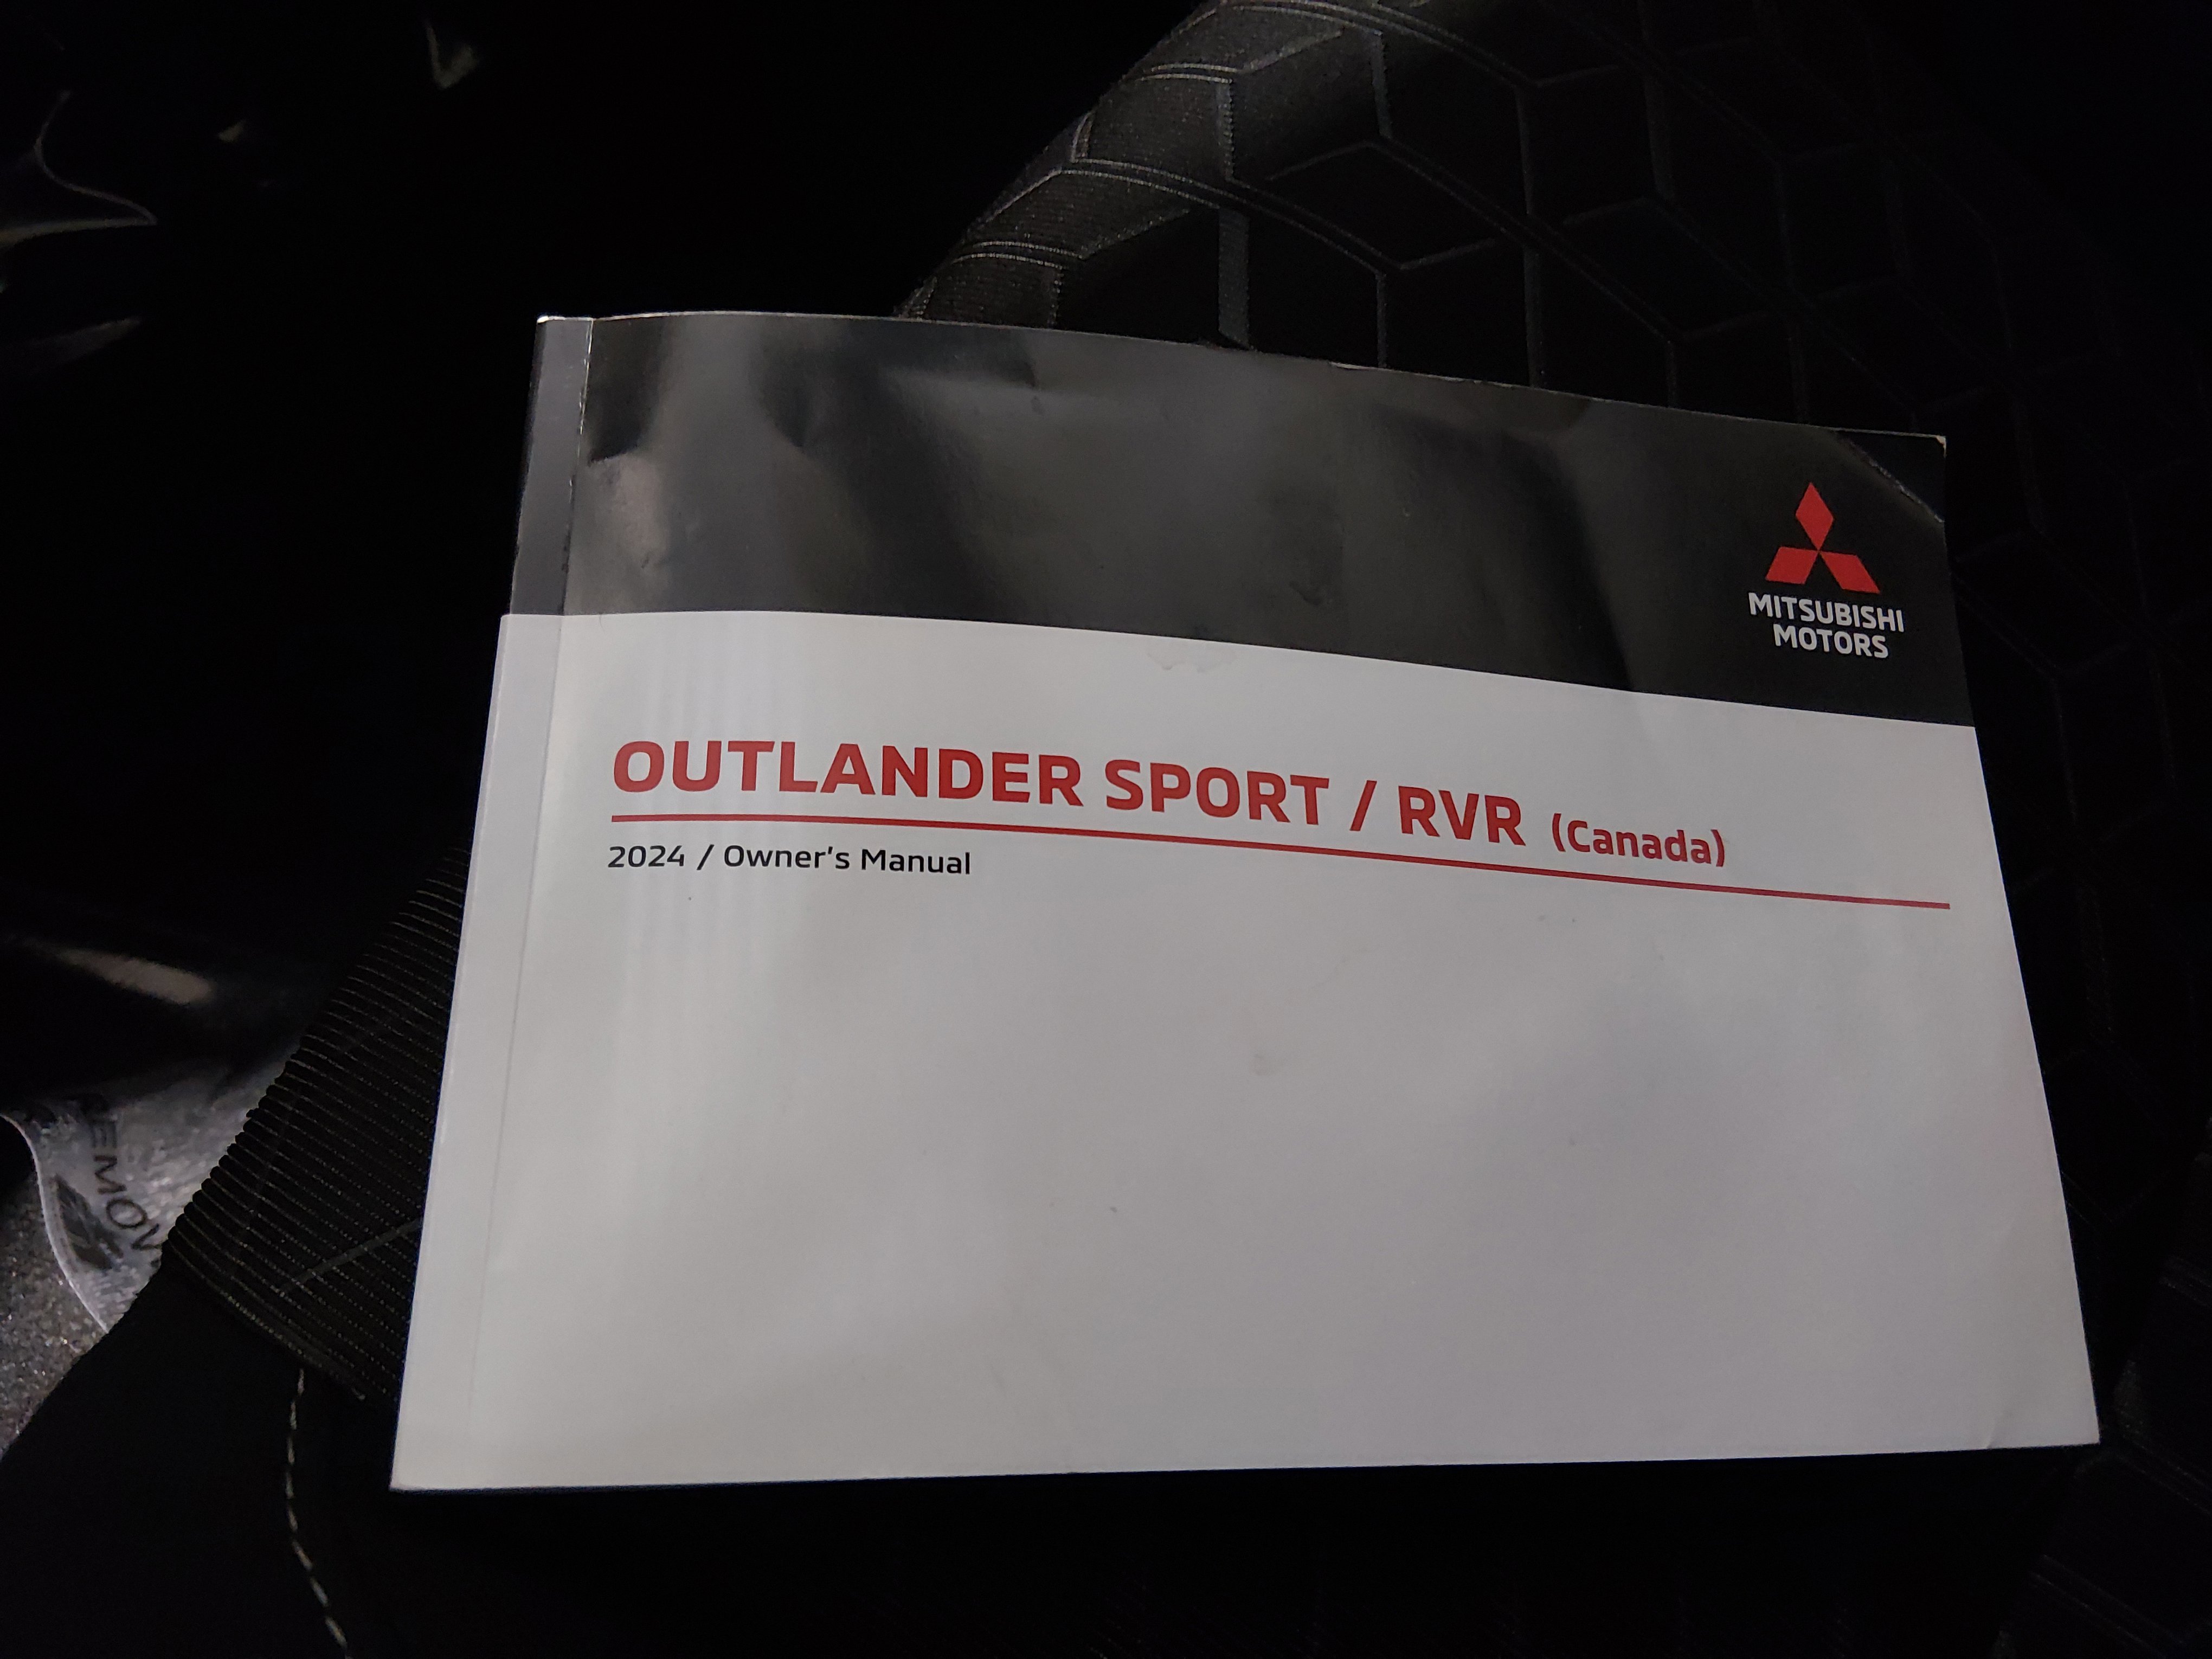 MITSUBISHI
MOTORS
OUTLANDER SPORT / RVR (Canada)
2024 / Owner's Manual